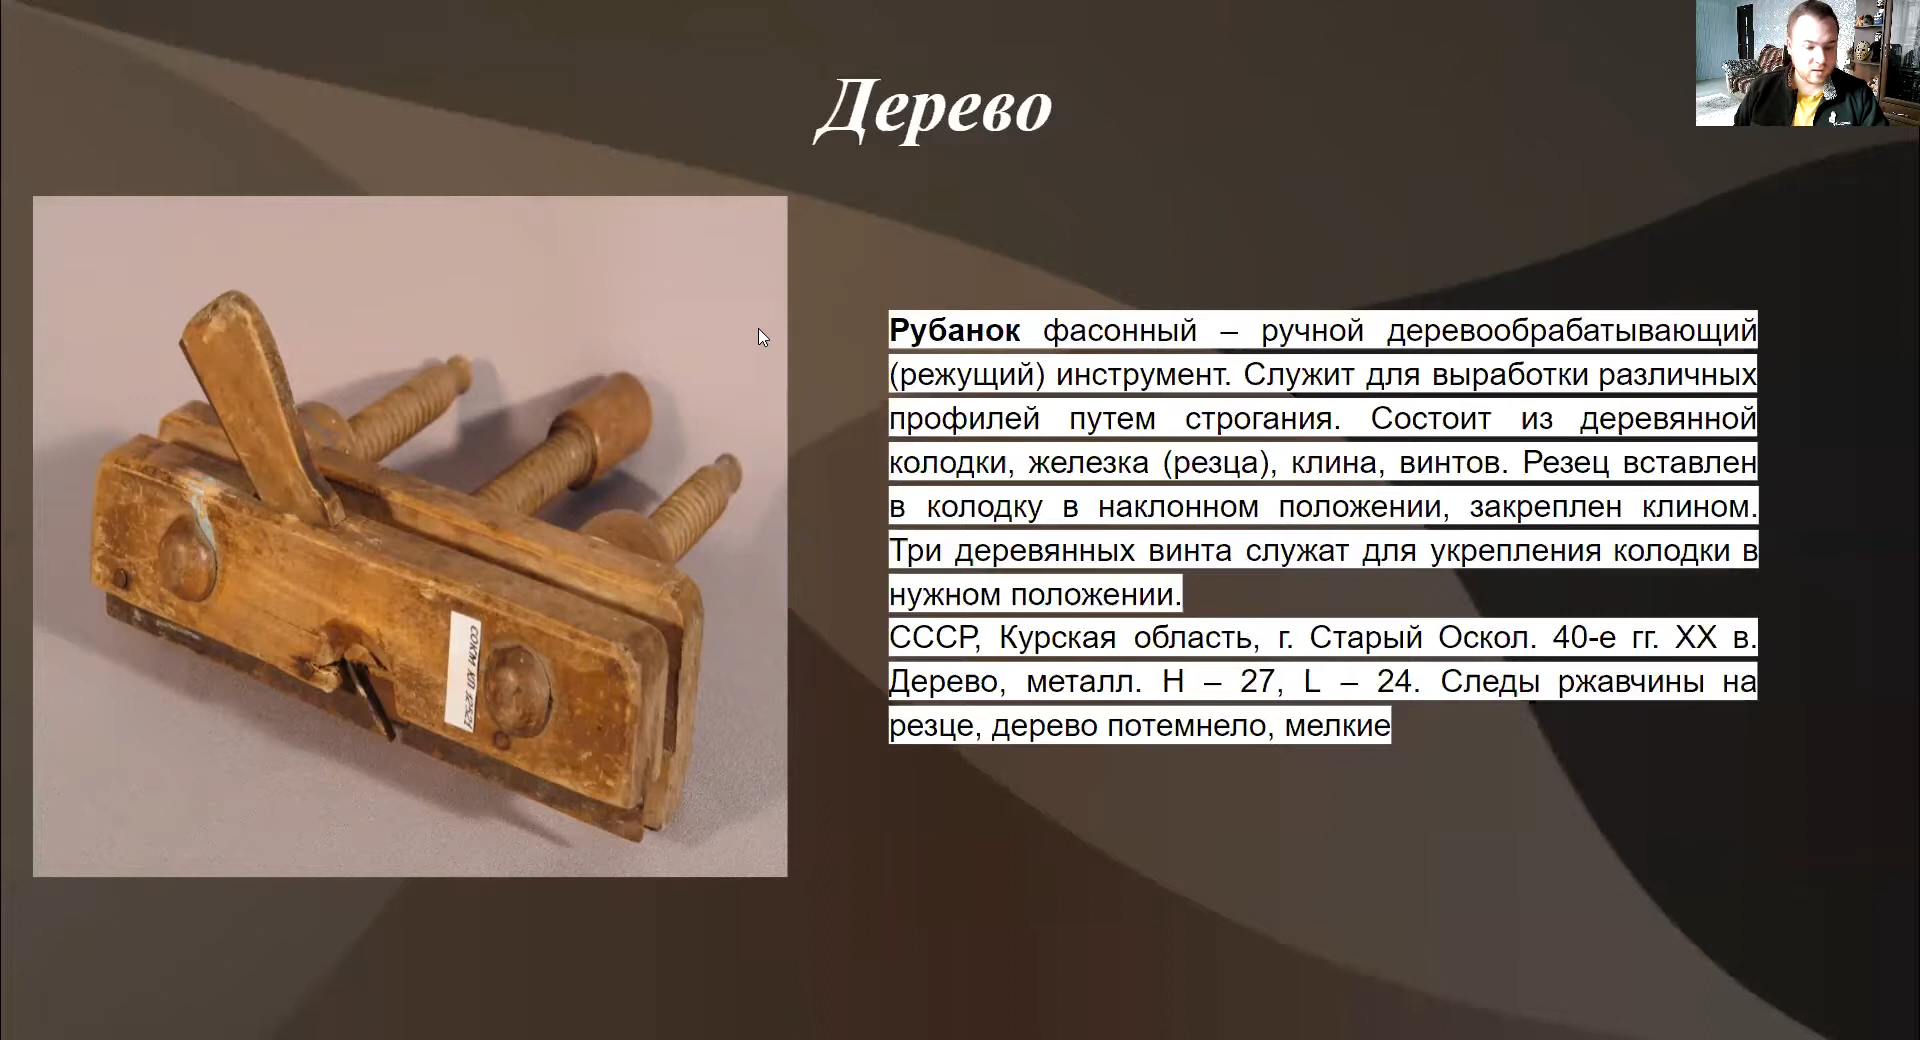 Дерево
Рубанок фасонный – ручной деревообрабатывающий
(режущий) инструмент. Служит для выработки различных
профилей путем строгания. Состоит из деревянной
колодки, железка (резца), клина, винтов. Резец вставлен
в колодку в наклонном положении, закреплен клином.
Три деревянных винта служат для укрепления колодки в
нужном положении.
СССР, Курская область, г. Старый Оскол. 40-е гг. XX в.
Дерево, металл. H – 27, L – 24. Следы ржавчины на
резце, дерево потемнело, мелкие